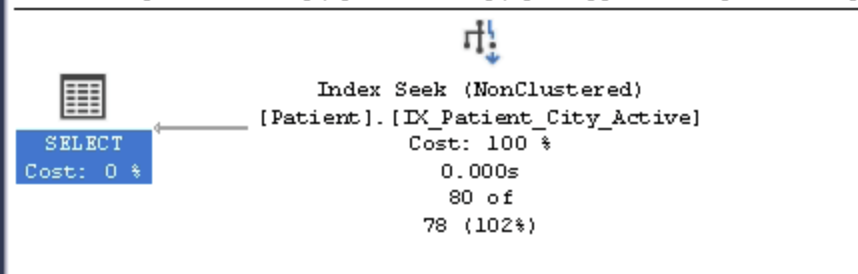 SELECT
Cost: 0 %
Index Seek (NonClustered)
[Patient].[IX_Patient_City_Active]
Cost: 100 %
0.000s
80 of
78 (102%)